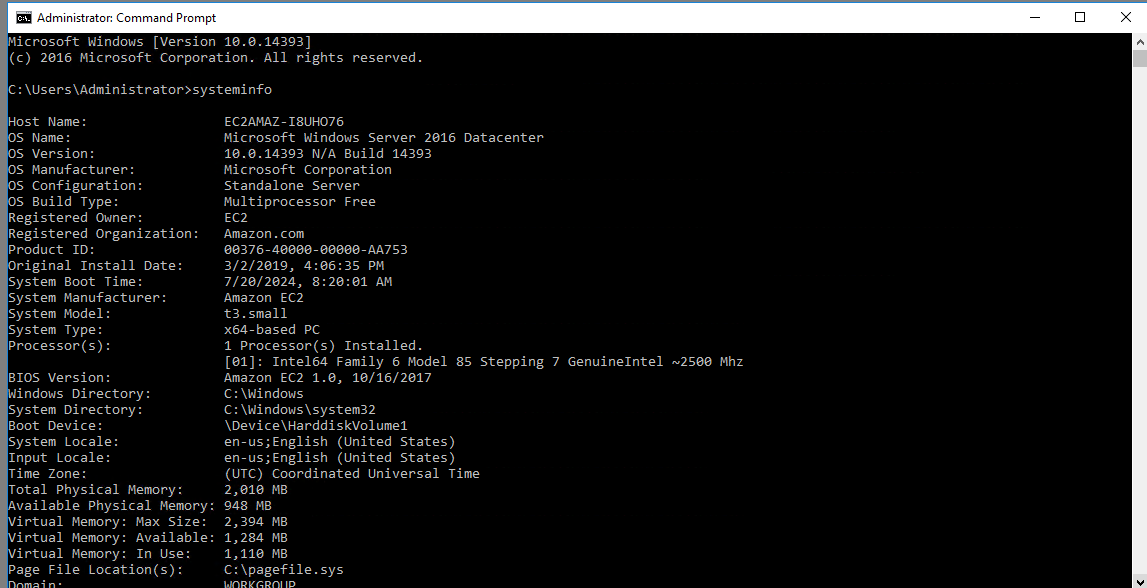 Administrator: Command Prompt
Microsoft Windows [Version 10.0.14393]
(c) 2016 Microsoft Corporation. All rights reserved.
C:\Users\Administrator>systeminfo
Host Name: EC2AMAZ-I8UHO76
OS Name: Microsoft Windows Server 2016 Datacenter
OS Version: 10.0.14393 N/A Build 14393
OS Manufacturer: Microsoft Corporation
OS Configuration: Standalone Server
OS Build Type: Multiprocessor Free
Registered Owner: EC2
Registered Organization: Amazon.com
Product ID: 00376-40000-00000-AA753
Original Install Date: 3/2/2019, 4:06:35 PM
System Boot Time: 7/20/2024, 8:20:01 AM
System Manufacturer: Amazon EC2
System Model: t3.small
System Type: x64-based PC
Processor(s): 1 Processor(s) Installed.
[01]: Intel64 Family 6 Model 85 Stepping 7 GenuineIntel ~2500 Mhz
BIOS Version: Amazon EC2 1.0, 10/16/2017
Windows Directory: C:\Windows
System Directory: C:\Windows\system32
Boot Device: \Device\HarddiskVolume1
System Locale: en-us;English (United States)
Input Locale: en-us;English (United States)
Time Zone: (UTC) Coordinated Universal Time
Total Physical Memory: 2,010 MB
Available Physical Memory: 948 MB
Virtual Memory: Max Size: 2,394 MB
Virtual Memory: Available: 1,284 MB
Virtual Memory: In Use: 1,110 MB
Page File Location(s): C:\pagefile.sys
Domain: WORKGROUP